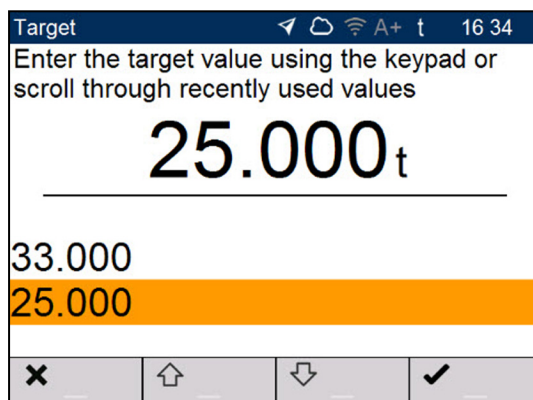 Target A+ t 16 34
Enter the target value using the keypad or
scroll through recently used values
25.000 t
33.000
25.000